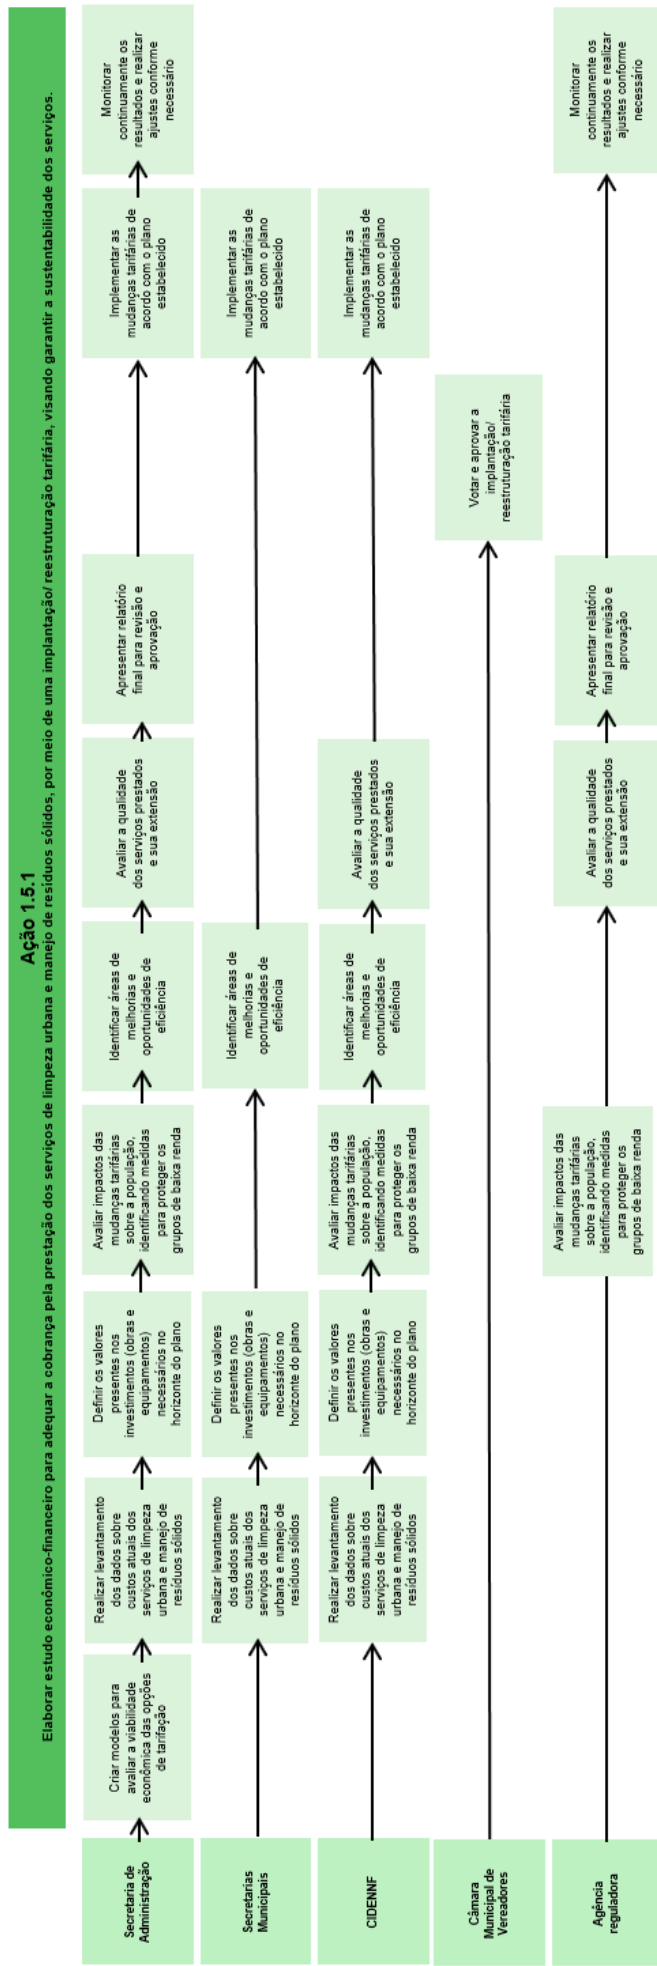 Ação 1.5.1
Elaborar estudo econômico-financeiro para adequar a cobrança pela prestação dos serviços de limpeza urbana e manejo de resíduos sólidos, por meio de uma implantação/ reestruturação tarifária, visando garantir a sustentabilidade dos serviços.
Secretaria de
Administração
Criar modelos para
avaliar a viabilidade
econômica das opções
de tarifação
Realizar levantamento
dos dados sobre
custos atuais dos
serviços de limpeza
urbana e manejo de
resíduos sólidos
Definir os valores
presentes nos
investimentos (obras e
equipamentos)
necessários no
horizonte do plano
Avaliar impactos das
mudanças tarifárias
sobre a população,
identificando medidas
para proteger os
grupos de baixa renda
Identificar áreas de
melhorias e
oportunidades de
eficiência
Avaliar a qualidade
dos serviços prestados
e sua extensão
Apresentar relatório
final para revisão e
aprovação
Implementar as
mudanças tarifárias de
acordo com o plano
estabelecido
Monitorar
continuamente os
resultados e realizar
ajustes conforme
necessário
Secretarias
Municipais
Realizar levantamento
dos dados sobre
custos atuais dos
serviços de limpeza
urbana e manejo de
resíduos sólidos
Definir os valores
presentes nos
investimentos (obras e
equipamentos)
necessários no
horizonte do plano
Identificar áreas de
melhorias e
oportunidades de
eficiência
Implementar as
mudanças tarifárias de
acordo com o plano
estabelecido
CIDENNF
Realizar levantamento
dos dados sobre
custos atuais dos
serviços de limpeza
urbana e manejo de
resíduos sólidos
Definir os valores
presentes nos
investimentos (obras e
equipamentos)
necessários no
horizonte do plano
Avaliar impactos das
mudanças tarifárias
sobre a população,
identificando medidas
para proteger os
grupos de baixa renda
Identificar áreas de
melhorias e
oportunidades de
eficiência
Avaliar a qualidade
dos serviços prestados
e sua extensão
Implementar as
mudanças tarifárias de
acordo com o plano
estabelecido
Câmara
Municipal de
Vereadores
Votar e aprovar a
implantação/
reestruturação tarifária
Agência
reguladora
Avaliar impactos das
mudanças tarifárias
sobre a população,
identificando medidas
para proteger os
grupos de baixa renda
Avaliar a qualidade
dos serviços prestados
e sua extensão
Apresentar relatório
final para revisão e
aprovação
Monitorar
continuamente os
resultados e realizar
ajustes conforme
necessário